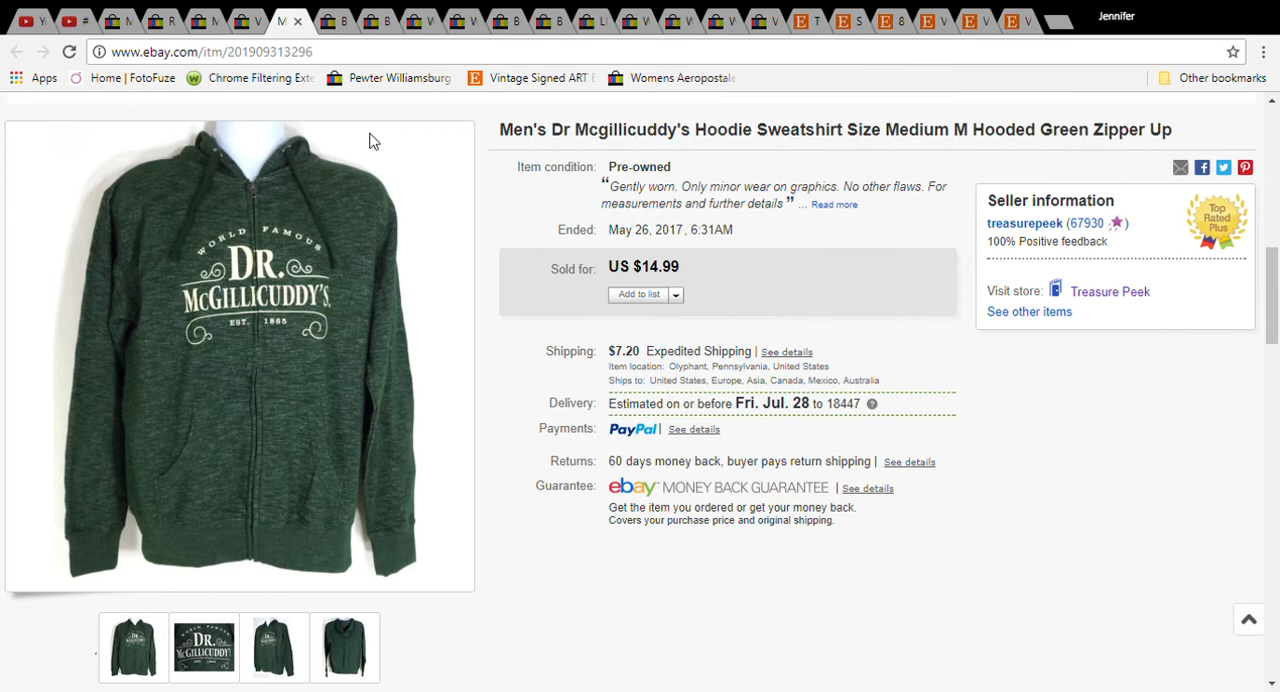 Jennifer
www.ebay.com/itm/201909313296
Apps Home | FotoFuze Chrome Filtering Exte Pewter Williamsburg Vintage Signed ART E Womens Aeropostale Other bookmarks
Men's Dr Mcgillicuddy's Hoodie Sweatshirt Size Medium M Hooded Green Zipper Up
Item condition: Pre-owned
“Gently worn. Only minor wear on graphics. No other flaws. For
measurements and further details ” ... Read more
Ended: May 26, 2017 , 6:31AM
Sold for: US $14.99
Add to list
Shipping: $7.20 Expedited Shipping | See details
Item location: Olyphant, Pennsylvania, United States
Ships to: United States, Europe, Asia, Canada, Mexico, Australia
Delivery: Estimated on or before Fri. Jul. 28 to 18447
Payments: PayPal | See details
Returns: 60 days money back, buyer pays return shipping | See details
Guarantee: ebay MONEY BACK GUARANTEE | See details
Get the item you ordered or get your money back.
Covers your purchase price and original shipping.
Seller information
treasurepeek (67930 )
100% Positive feedback
Top
Rated
Plus
Visit store: Treasure Peek
See other items
WORLD FAMOUS
DR.
MCGILLICUDDY'S
EST. 1865
DR.
MCGILLICUDDY'S